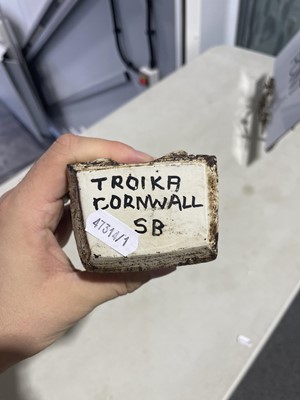 TROIKA
CORNWALL
SB
47314/1